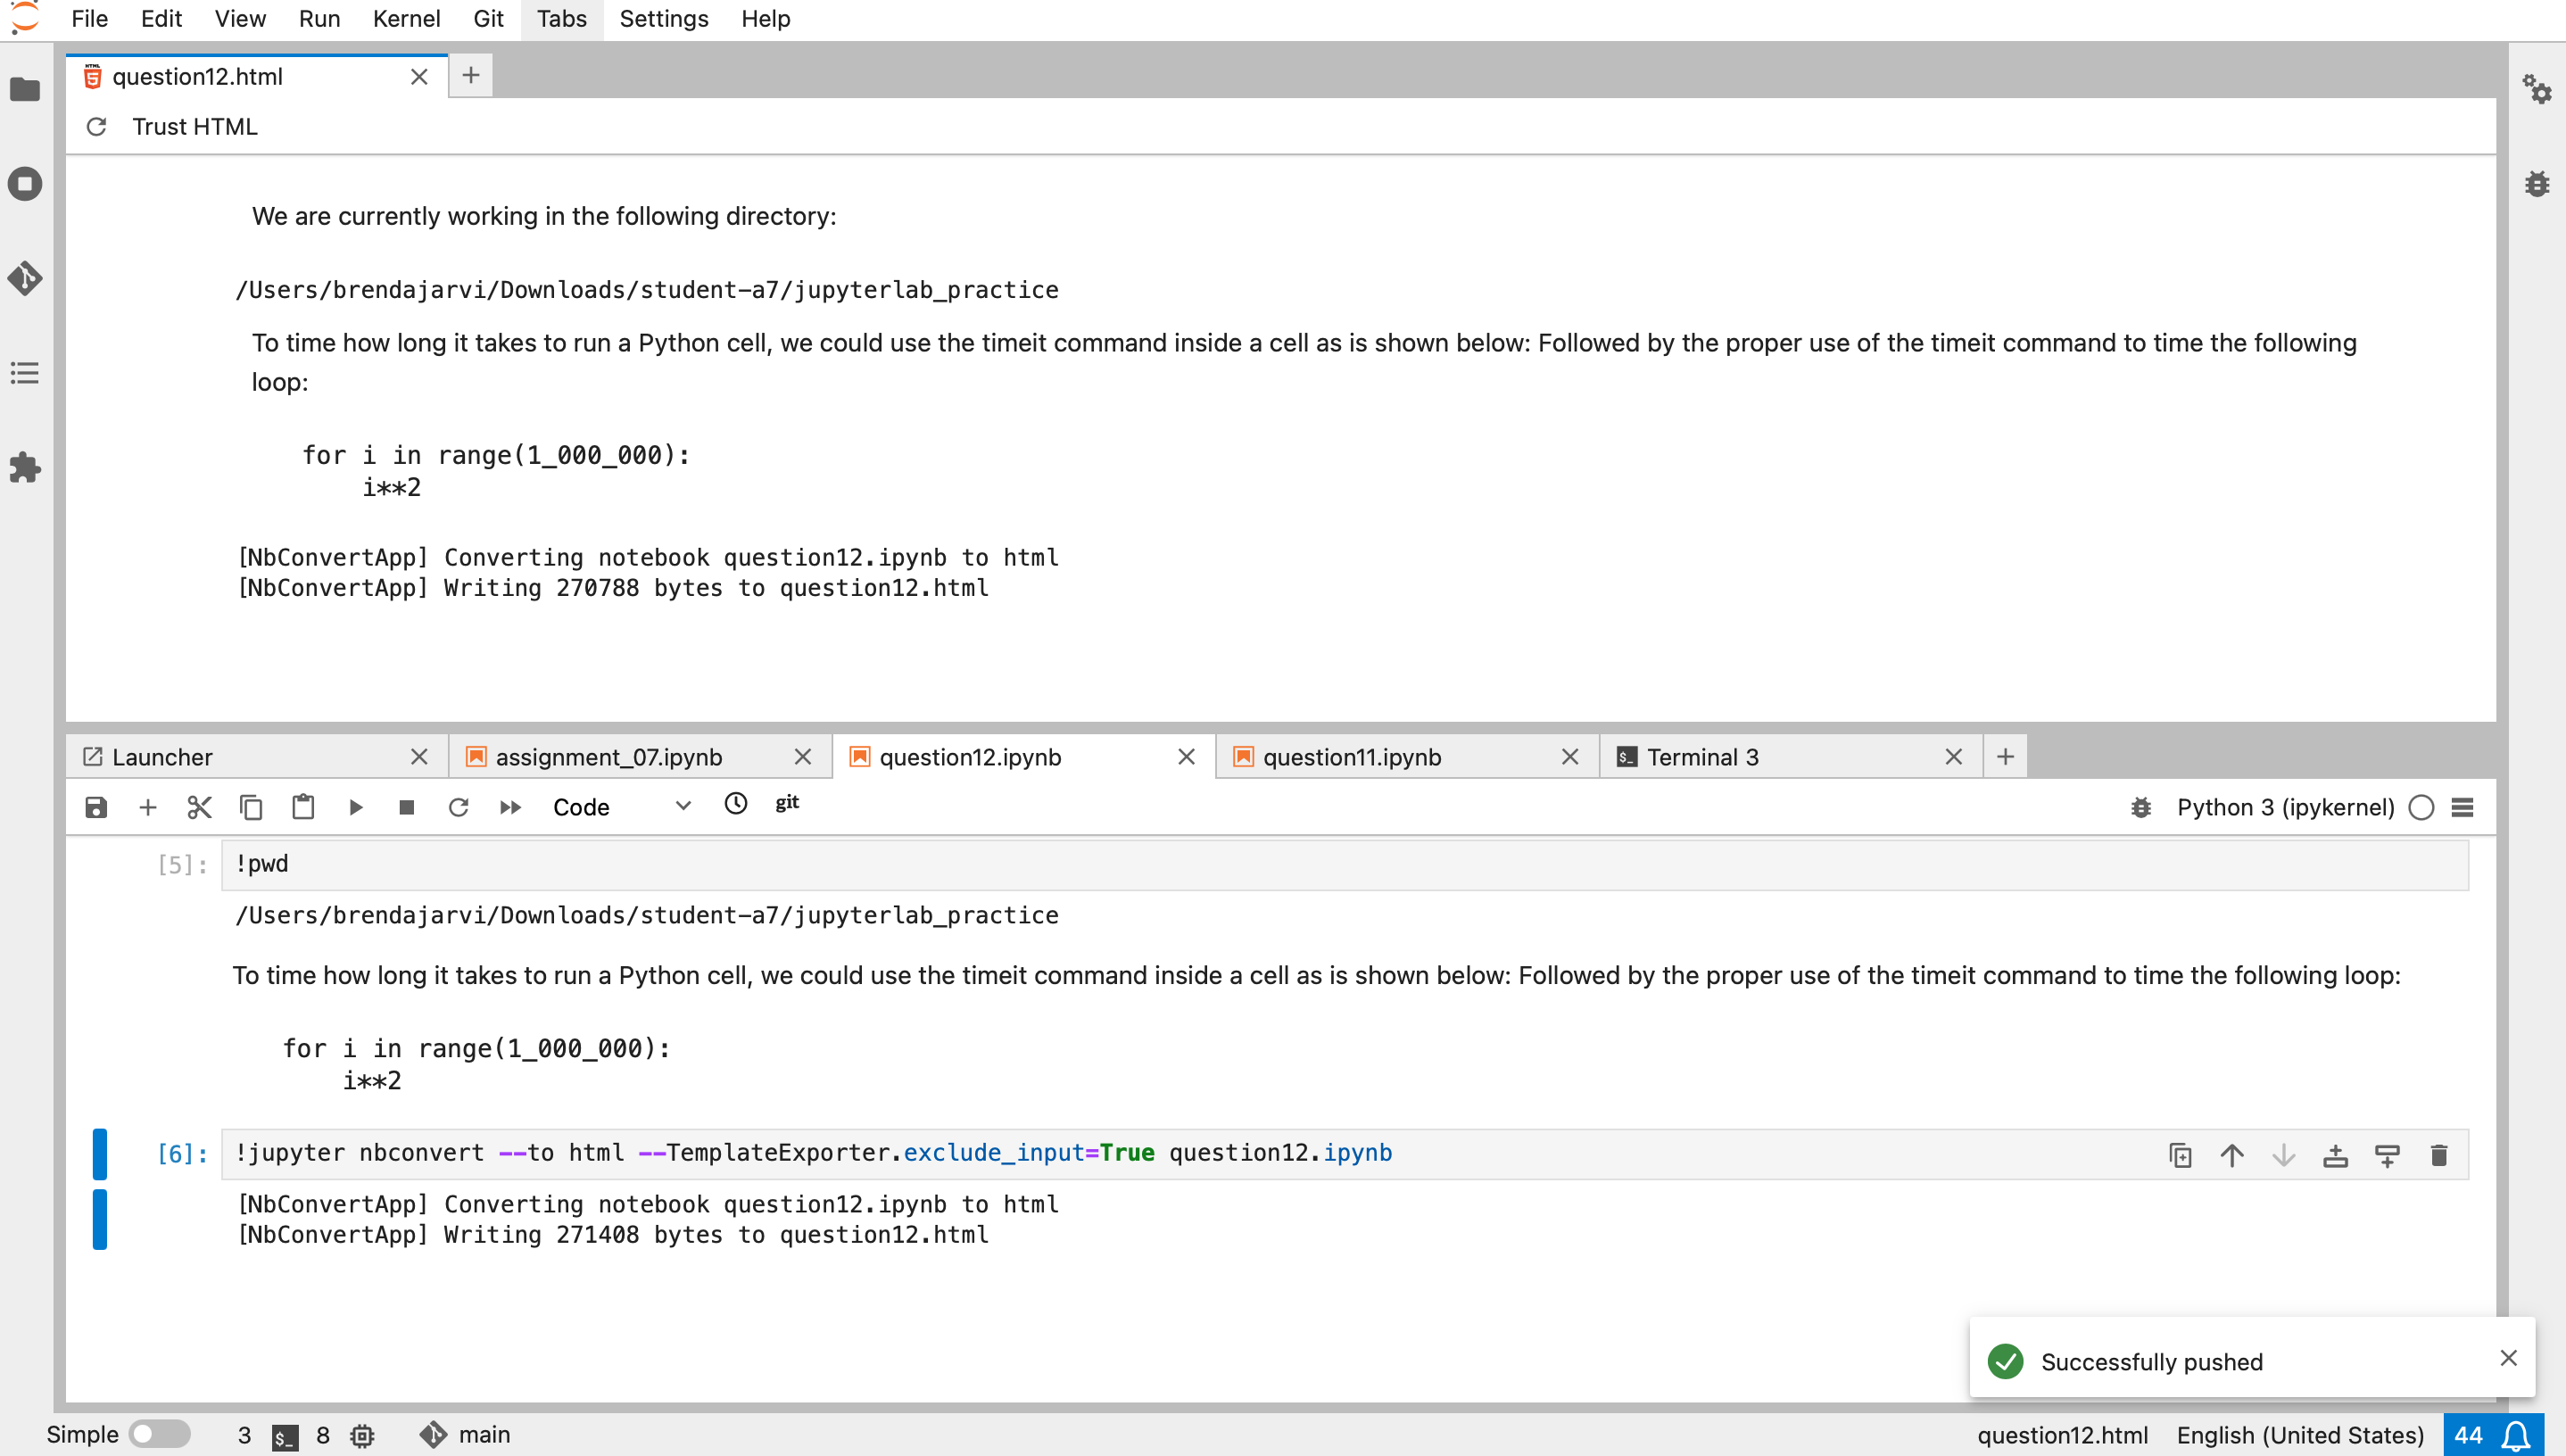 File Edit View Run Kernel Git Tabs Settings Help
question12.html
Trust HTML
We are currently working in the following directory:
/Users/brendajarvi/Downloads/student-a7/jupyterlab_practice
To time how long it takes to run a Python cell, we could use the timeit command inside a cell as is shown below: Followed by the proper use of the timeit command to time the following
loop:
for i in range(1_000_000):
    i**2
[NbConvertApp] Converting notebook question12.ipynb to html
[NbConvertApp] Writing 270788 bytes to question12.html
Launcher assignment_07.ipynb question12.ipynb question11.ipynb Terminal 3
Code git Python 3 (ipykernel)
[5]: !pwd
/Users/brendajarvi/Downloads/student-a7/jupyterlab_practice
To time how long it takes to run a Python cell, we could use the timeit command inside a cell as is shown below: Followed by the proper use of the timeit command to time the following loop:
for i in range(1_000_000):
    i**2
[6]: !jupyter nbconvert --to html --TemplateExporter.exclude_input=True question12.ipynb
[NbConvertApp] Converting notebook question12.ipynb to html
[NbConvertApp] Writing 271408 bytes to question12.html
Successfully pushed
Simple 3 $_ 8 main question12.html English (United States) 44